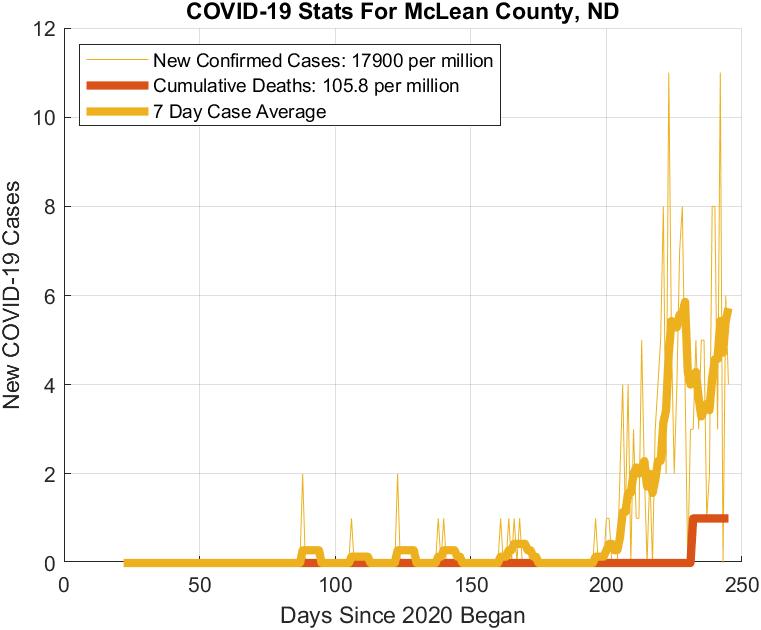 COVID-19 Stats For McLean County, ND
New Confirmed Cases: 17900 per million
Cumulative Deaths: 105.8 per million
7 Day Case Average
New COVID-19 Cases
12
10
8
6
4
2
0
0 50 100 150 200 250
Days Since 2020 Began